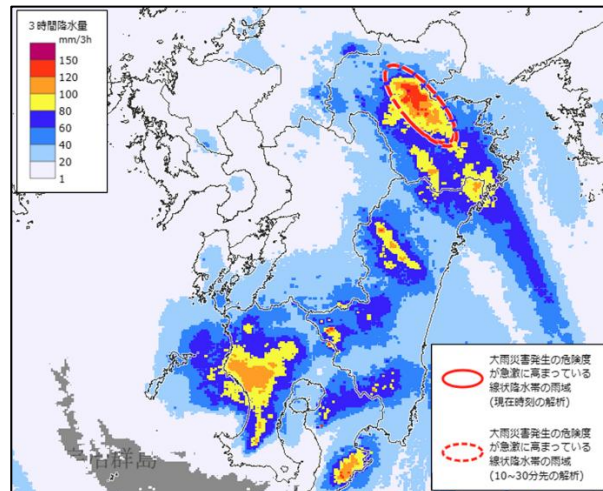 3時間降水量
mm/3h
150
120
100
80
60
40
20
1
大雨災害発生の危険度
が急激に高まっている
線状降水帯の雨域
(現在時刻の解析)
大雨災害発生の危険度
が急激に高まっている
線状降水帯の雨域
(10~30分先の解析)